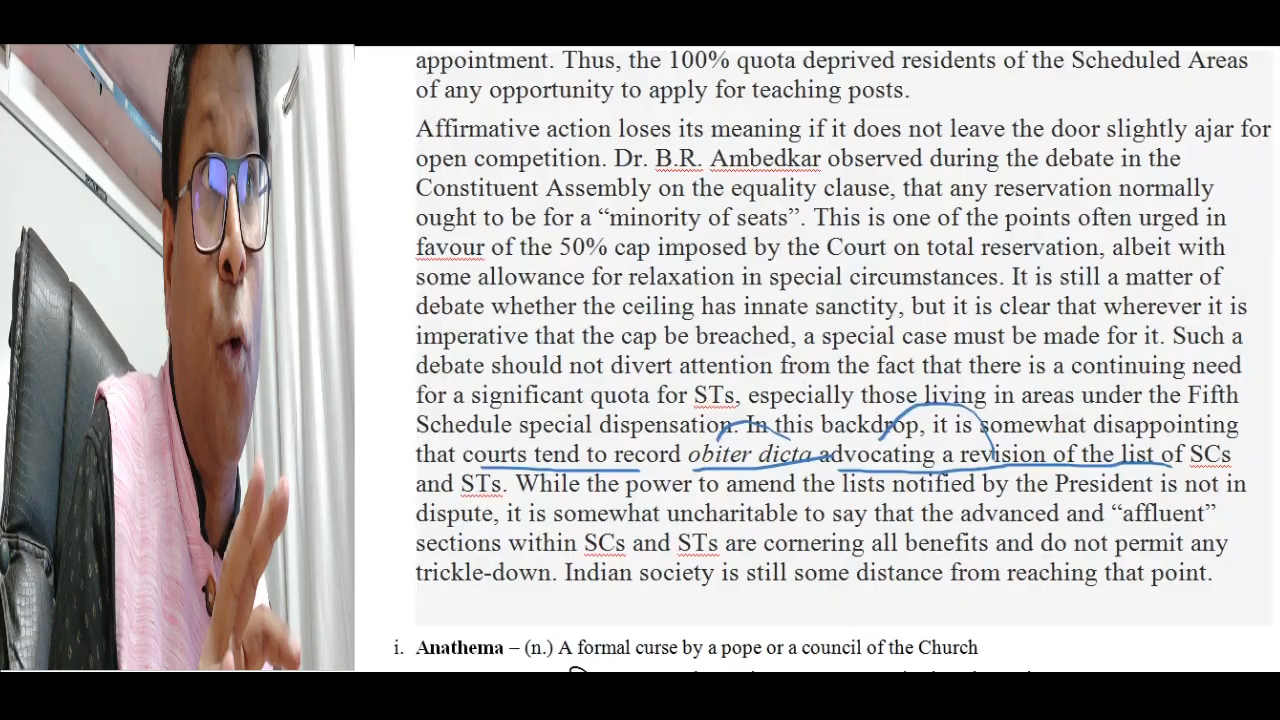 appointment. Thus, the 100% quota deprived residents of the Scheduled Areas
of any opportunity to apply for teaching posts.
Affirmative action loses its meaning if it does not leave the door slightly ajar for
open competition. Dr. B.R. Ambedkar observed during the debate in the
Constituent Assembly on the equality clause, that any reservation normally
ought to be for a “minority of seats”. This is one of the points often urged in
favour of the 50% cap imposed by the Court on total reservation, albeit with
some allowance for relaxation in special circumstances. It is still a matter of
debate whether the ceiling has innate sanctity, but it is clear that wherever it is
imperative that the cap be breached, a special case must be made for it. Such a
debate should not divert attention from the fact that there is a continuing need
for a significant quota for STs, especially those living in areas under the Fifth
Schedule special dispensation. In this backdrop, it is somewhat disappointing
that courts tend to record obiter dicta advocating a revision of the list of SCs
and STs. While the power to amend the lists notified by the President is not in
dispute, it is somewhat uncharitable to say that the advanced and “affluent”
sections within SCs and STs are cornering all benefits and do not permit any
trickle-down. Indian society is still some distance from reaching that point.
i. Anathema – (n.) A formal curse by a pope or a council of the Church